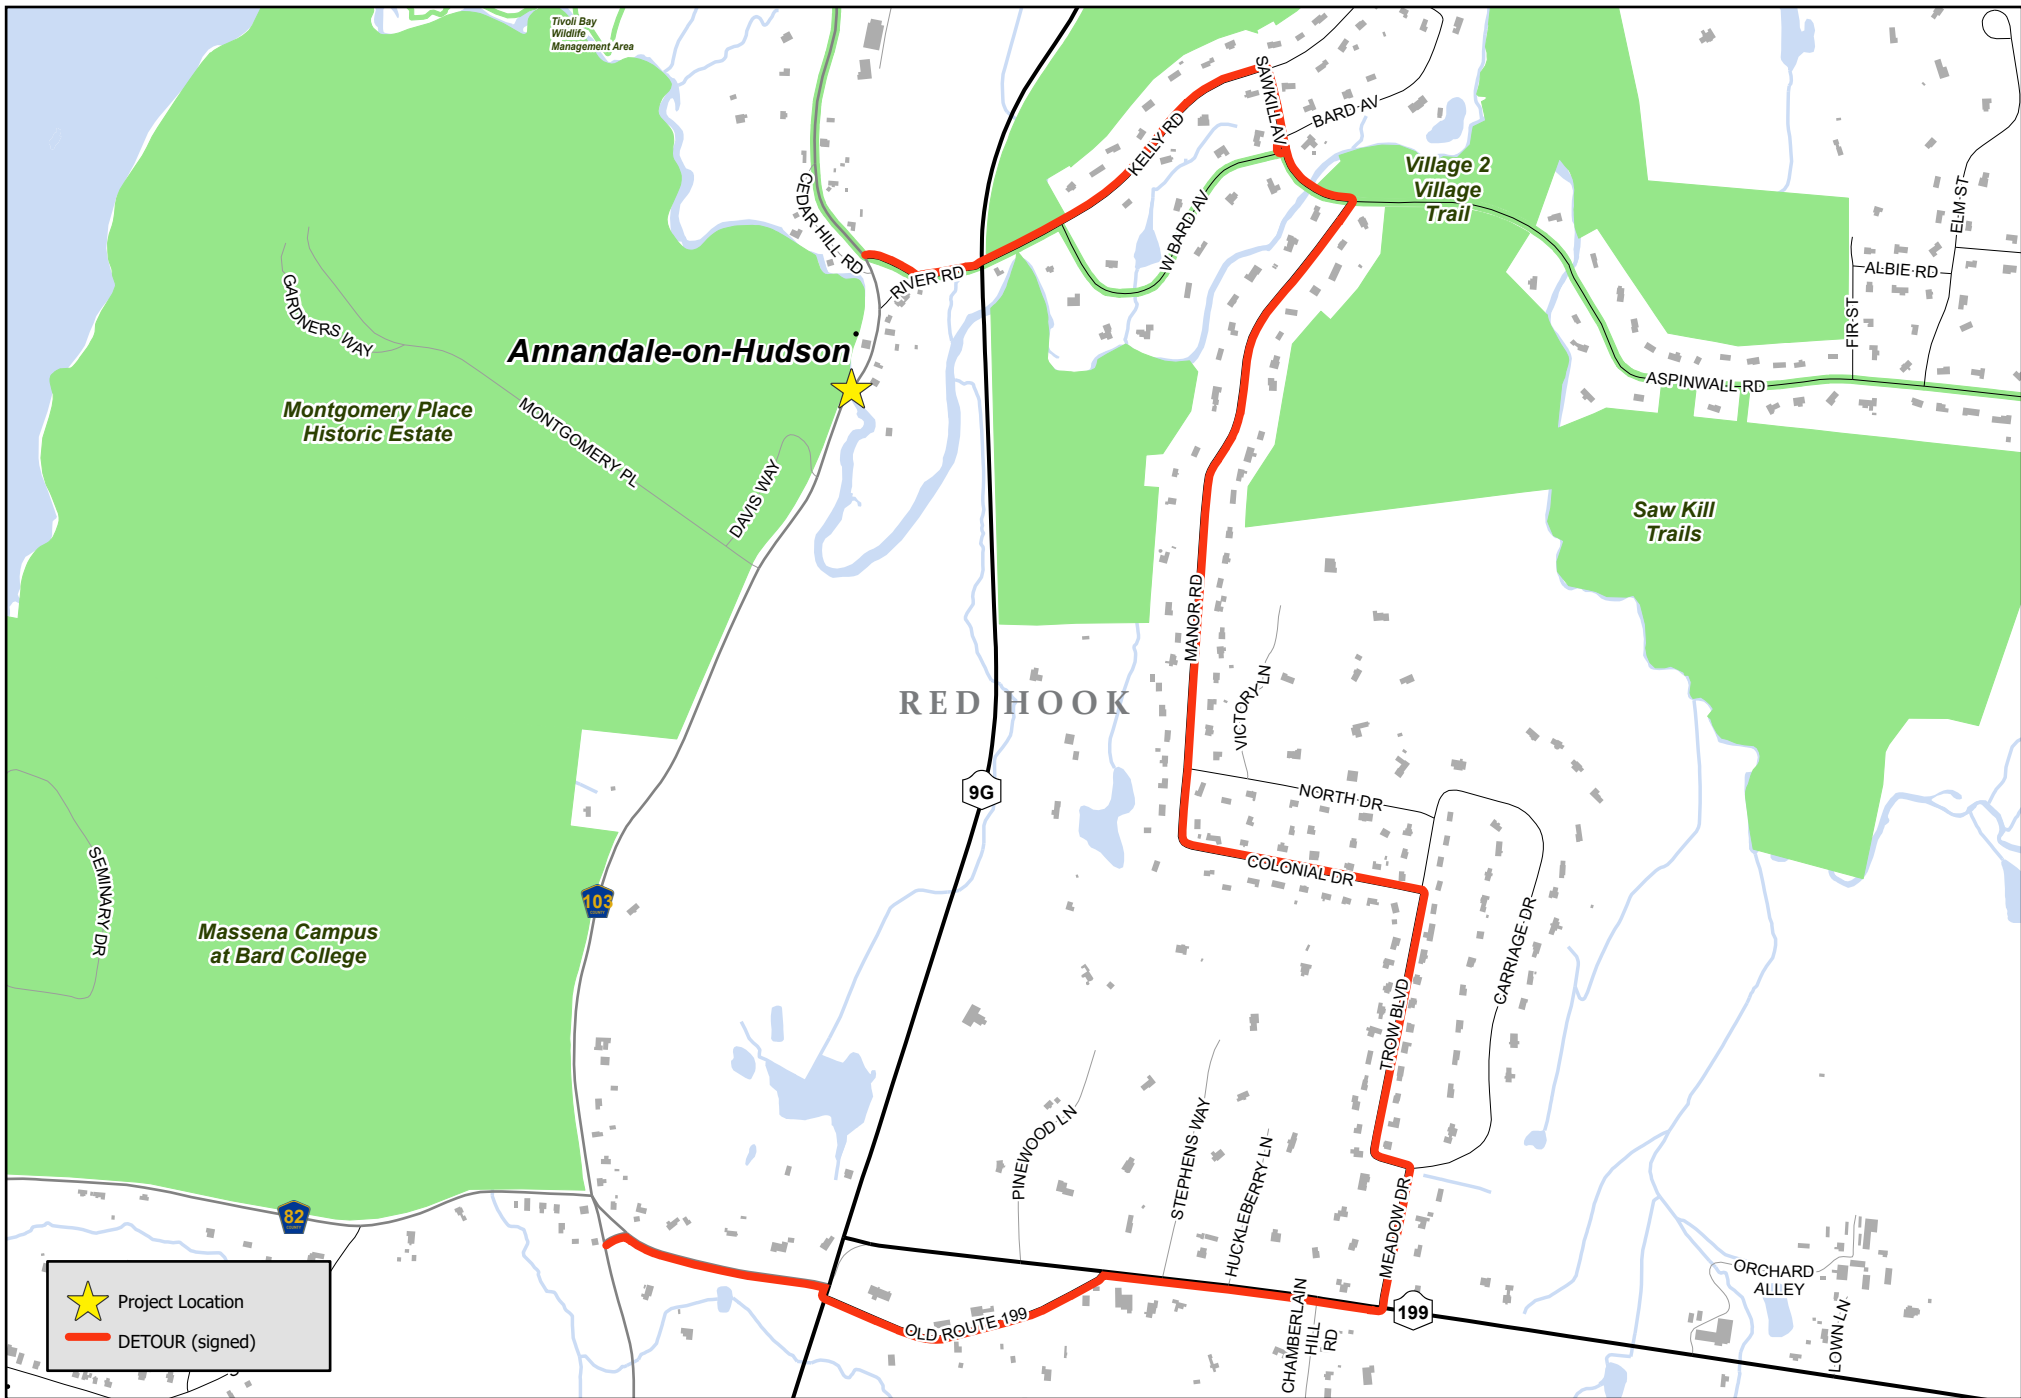 Tivoli Bay
Wildlife
Management Area
SAWKILL AV
BARD AV
KELLY RD
Village 2
Village
Trail
CEDAR HILL RD
W BARD AV
ELM ST
ALBIE RD
RIVER RD
GARDNERS WAY
FIR ST
Annandale-on-Hudson
ASPINWALL RD
Montgomery Place
Historic Estate
MONTGOMERY PL
DAVIS WAY
Saw Kill
Trails
MANOR RD
VICTORY LN
RED HOOK
9G
NORTH DR
COLONIAL DR
SEMINARY DR
103
COUNTY
CARRIAGE DR
Massena Campus
at Bard College
TROW BLVD
PINEWOOD LN
STEPHENS WAY
HUCKLEBERRY LN
MEADOW DR
82
COUNTY
ORCHARD
ALLEY
OLD ROUTE 199
199
CHAMBERLAIN
HILL
RD
LOWN LN
Project Location
DETOUR (signed)